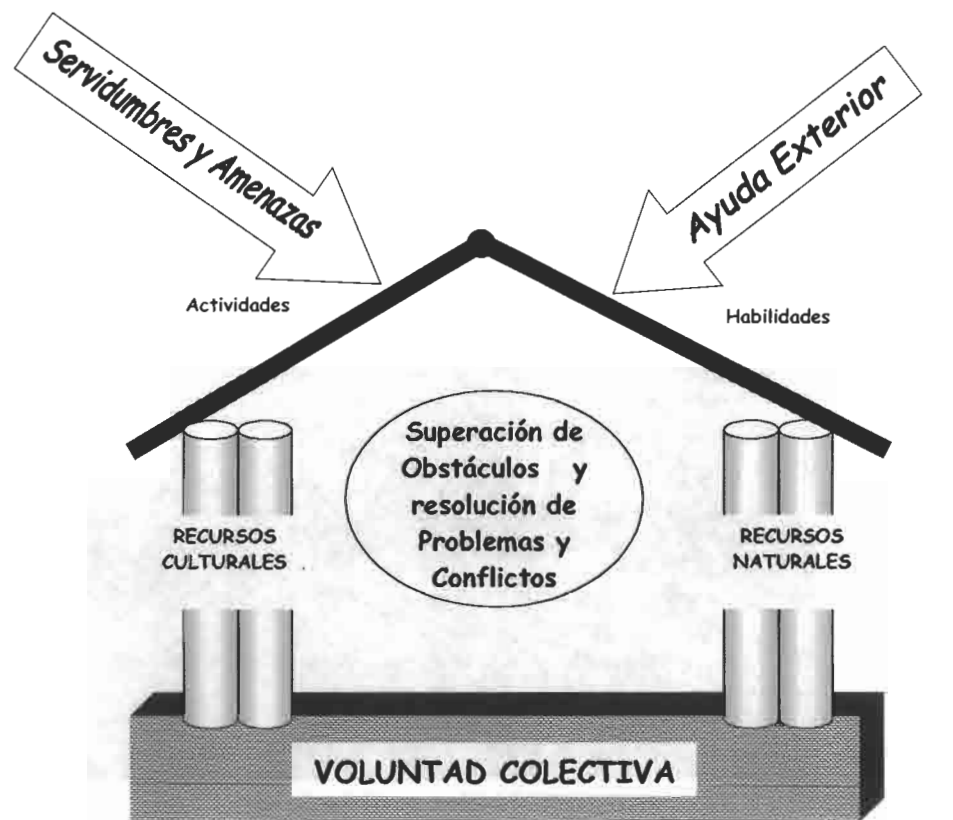 Servidumbres y Amenazas
Ayuda Exterior
Actividades
Habilidades
Superación de
Obstáculos y
resolución de
Problemas y
Conflictos
RECURSOS
CULTURALES
RECURSOS
NATURALES
VOLUNTAD COLECTIVA